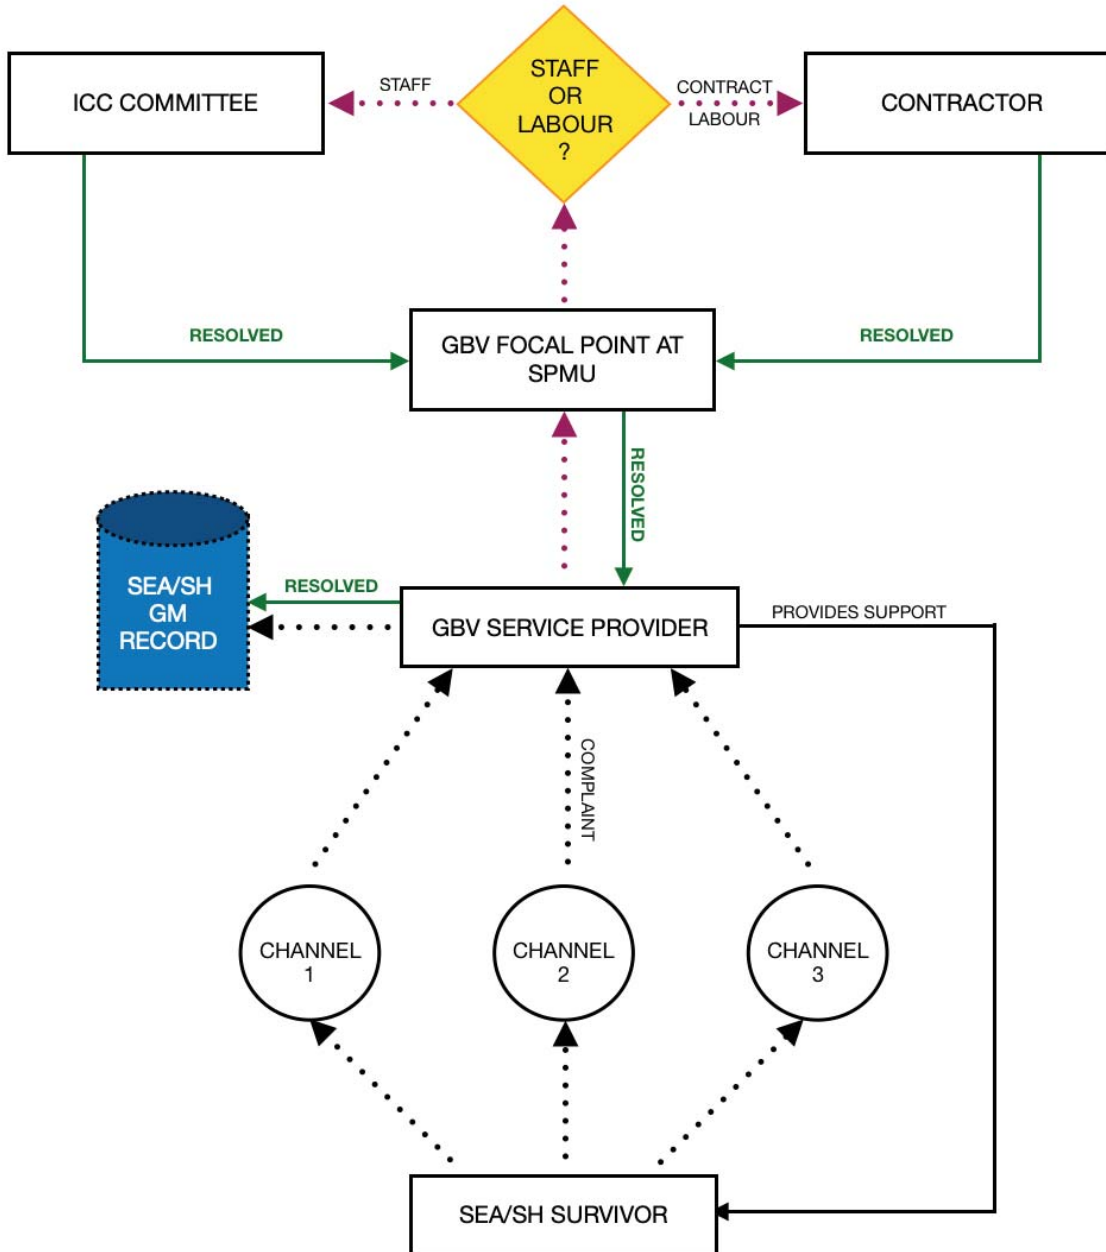 ICC COMMITTEE
STAFF
STAFF
OR
LABOUR
?
CONTRACT
LABOUR
CONTRACTOR
RESOLVED
GBV FOCAL POINT AT
SPMU
RESOLVED
RESOLVED
SEA/SH
GM
RECORD
RESOLVED
GBV SERVICE PROVIDER
PROVIDES SUPPORT
COMPLAINT
CHANNEL
1
CHANNEL
2
CHANNEL
3
SEA/SH SURVIVOR